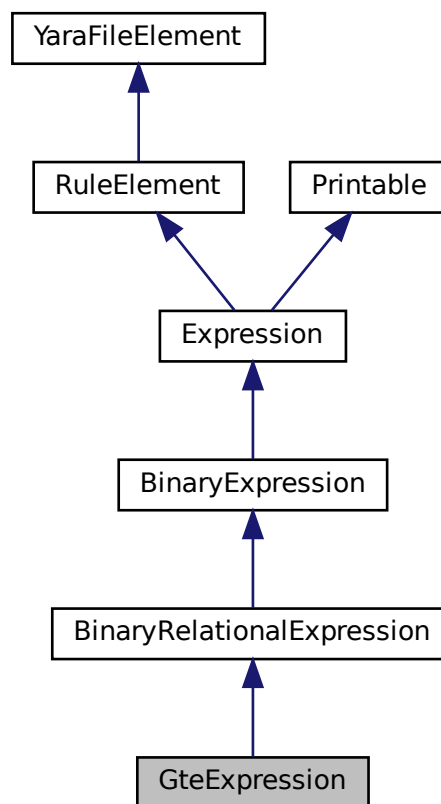 YaraFileElement
RuleElement
Printable
Expression
BinaryExpression
BinaryRelationalExpression
GteExpression